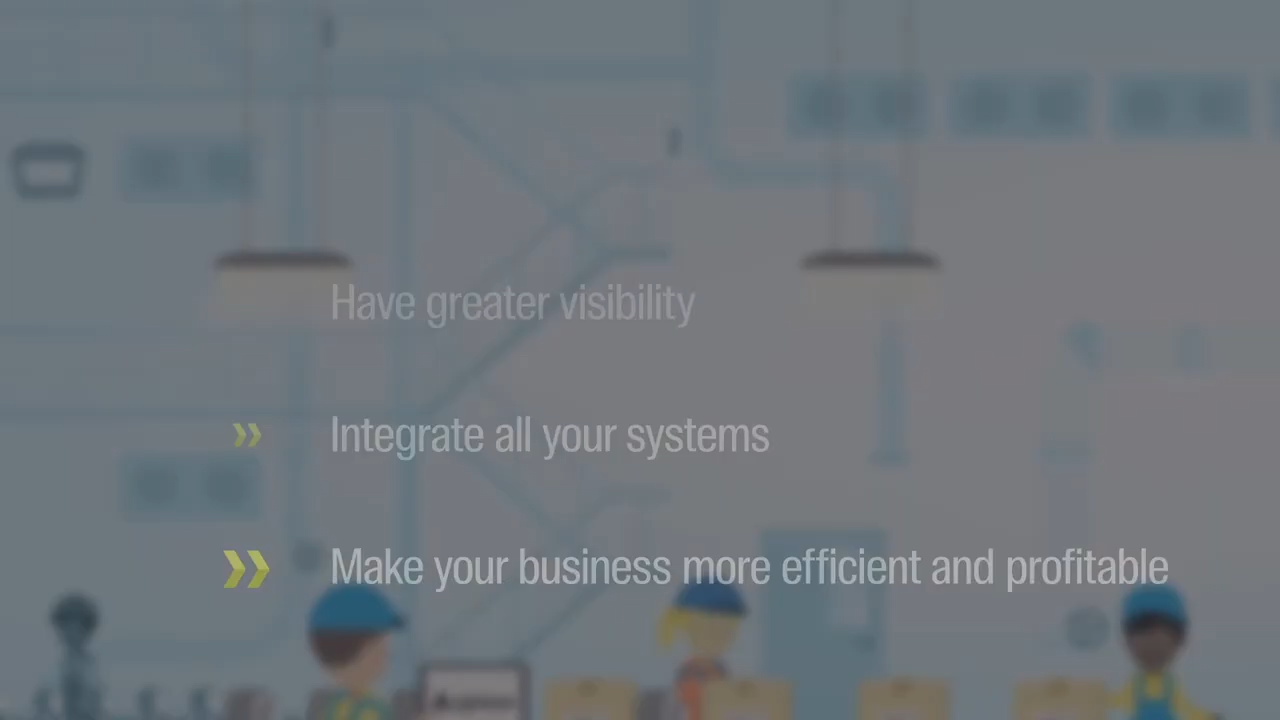 Have greater visibility
Integrate all your systems
Make your business more efficient and profitable